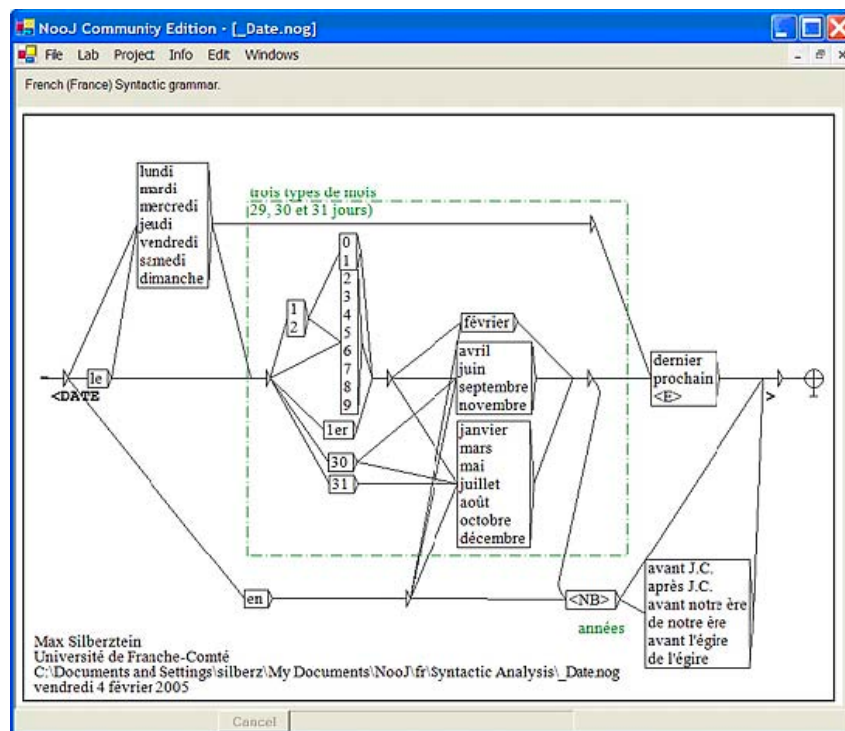 NooJ Community Edition - [_Date.nog]
File Lab Project Info Edit Windows
French (France) Syntactic grammar.
lundi
mardi
mercredi
jeudi
vendredi
samedi
dimanche
trois types de mois
29, 30 et 31 jours)
0
1
2
3
4
5
6
7
8
9
1
2
le
<DATE
1er
30
31
février
avril
juin
septembre
novembre
janvier
mars
mai
juillet
août
octobre
décembre
dernier
prochain
<E>
>
en
<NB>
années
avant J.C.
après J.C.
avant notre ère
de notre ère
avant l'égire
de l'égire
Max Silberztein
Université de Franche-Comté
C:\Documents and Settings\silberz\My Documents\NooJ\fr\Syntactic Analysis\_Date.nog
vendredi 4 février 2005
Cancel